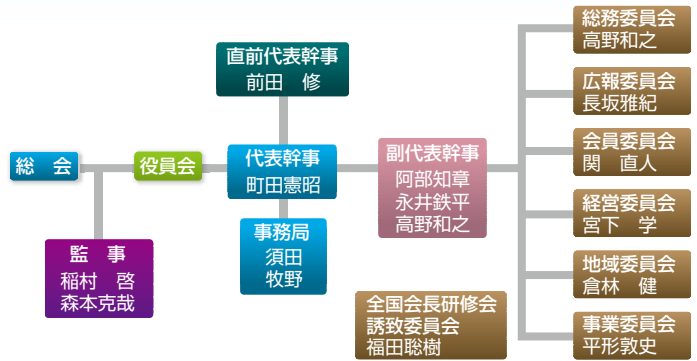 総務委員会
高野和之
直前代表幹事
前田　修
広報委員会
長坂雅紀
会員委員会
関　直人
総　会
役員会
代表幹事
町田憲昭
副代表幹事
阿部知章
永井鉄平
高野和之
経営委員会
宮下　学
監　事
稲村　啓
森本克哉
事務局
須田
牧野
地域委員会
倉林　健
全国会長研修会
誘致委員会
福田聡樹
事業委員会
平形敦史